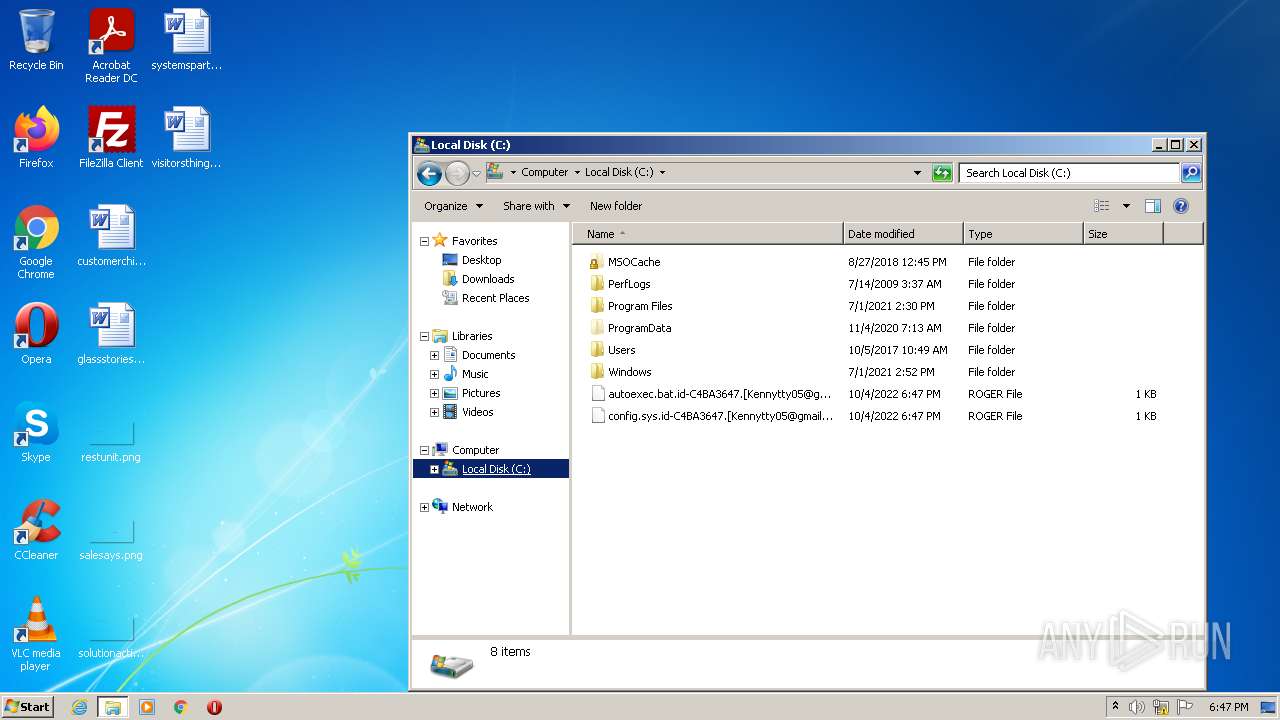 Recycle Bin
Acrobat
Reader DC
systemspart...
Firefox
FileZilla Client
visitorsthing...
Google
Chrome
customerchi...
Opera
glassstories...
Skype
restunit.png
CCleaner
salesays.png
VLC media
player
solutionacti...
Local Disk (C:)
Computer
Local Disk (C:)
Search Local Disk (C:)
Organize
Share with
New folder
Favorites
Desktop
Downloads
Recent Places
Libraries
Documents
Music
Pictures
Videos
Computer
Local Disk (C:)
Network
Name Date modified Type Size
MSOCache 3/27/2018 12:45 PM File folder
PerfLogs 7/14/2009 3:37 AM File folder
Program Files 7/1/2021 2:30 PM File folder
ProgramData 11/4/2020 7:13 AM File folder
Users 10/5/2017 10:49 AM File folder
Windows 7/1/2021 2:52 PM File folder
autoexec.bat.id-C4BA3647.[Kennytty05@g... 10/4/2022 6:47 PM ROGER File 1 KB
config.sys.id-C4BA3647.[Kennytty05@gmail... 10/4/2022 6:47 PM ROGER File 1 KB
8 items
ANY RUN
Start
6:47 PM